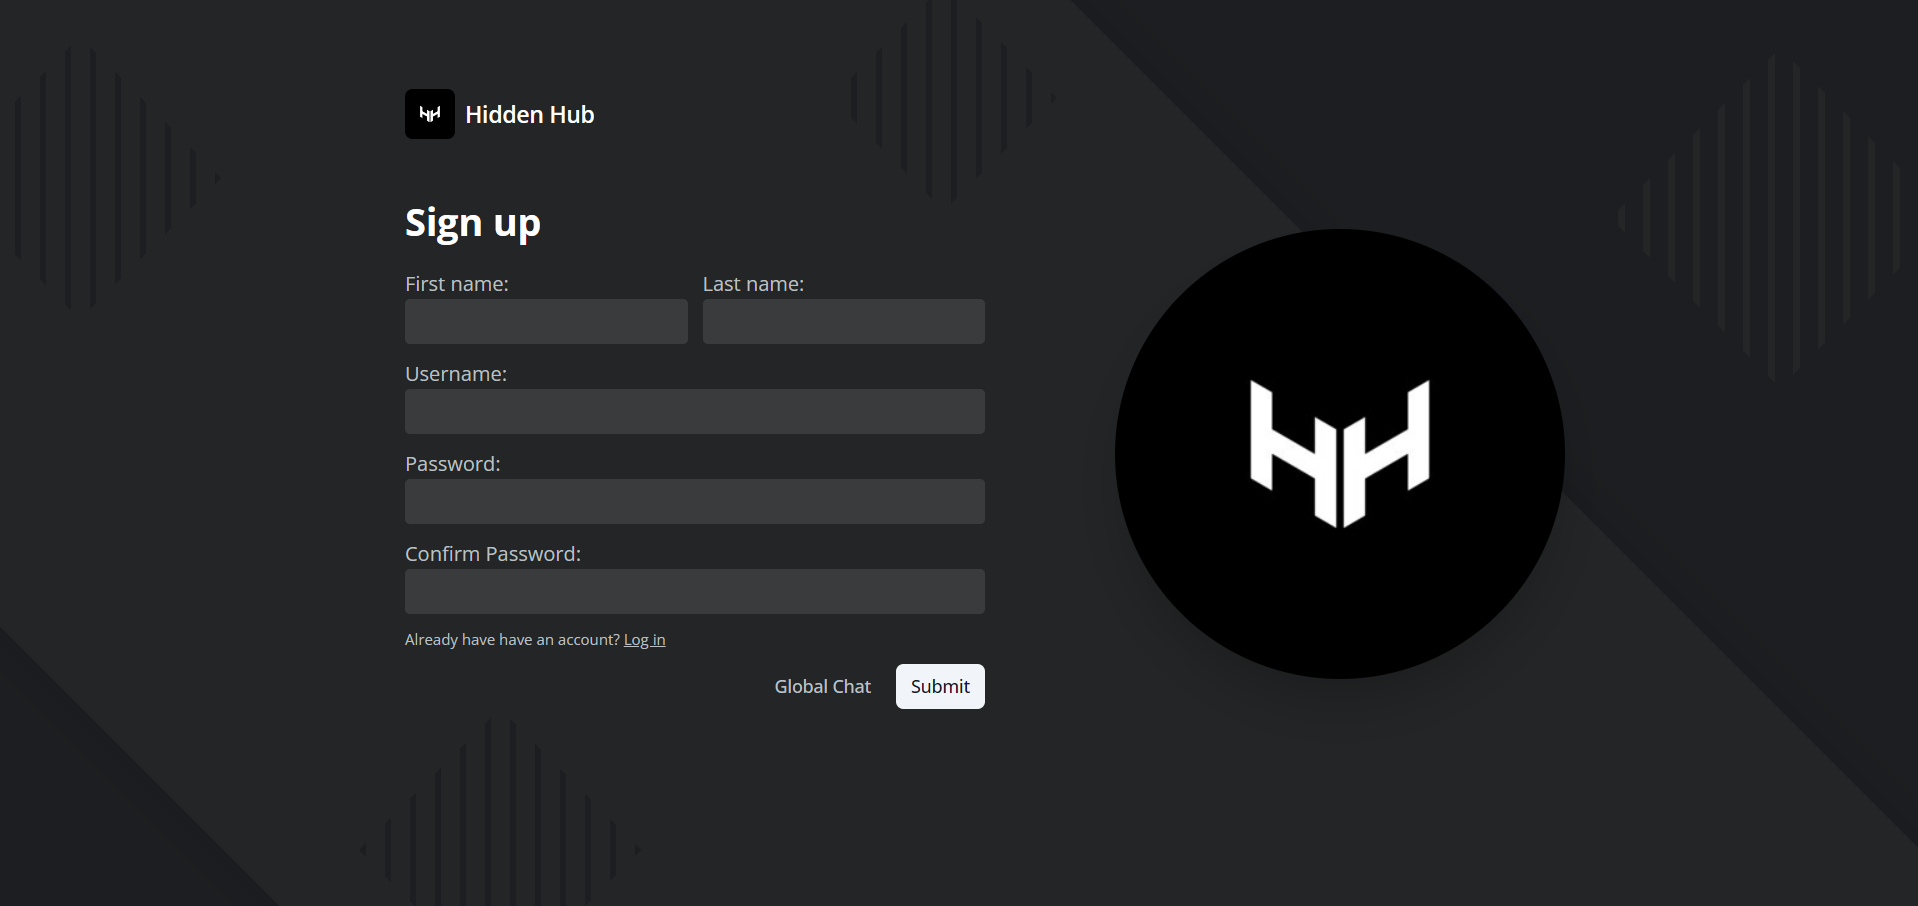 Hidden Hub
Sign up
First name: Last name:
Username:
Password:
Confirm Password:
Already have have an account? Log in
Global Chat Submit